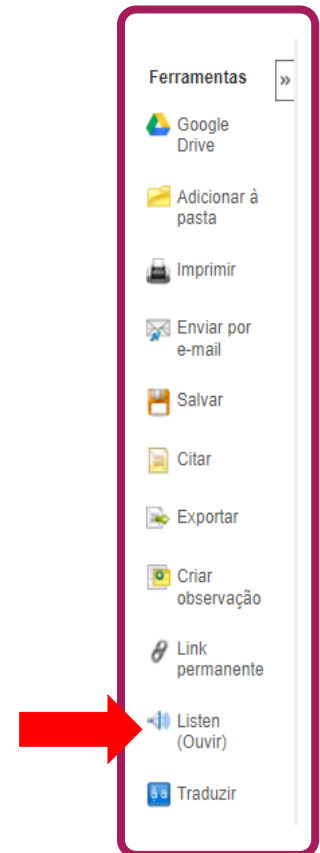 Ferramentas »
Google
Drive
Adicionar à
pasta
Imprimir
Enviar por
e-mail
Salvar
Citar
Exportar
Criar
observação
Link
permanente
Listen
(Ouvir)
Traduzir